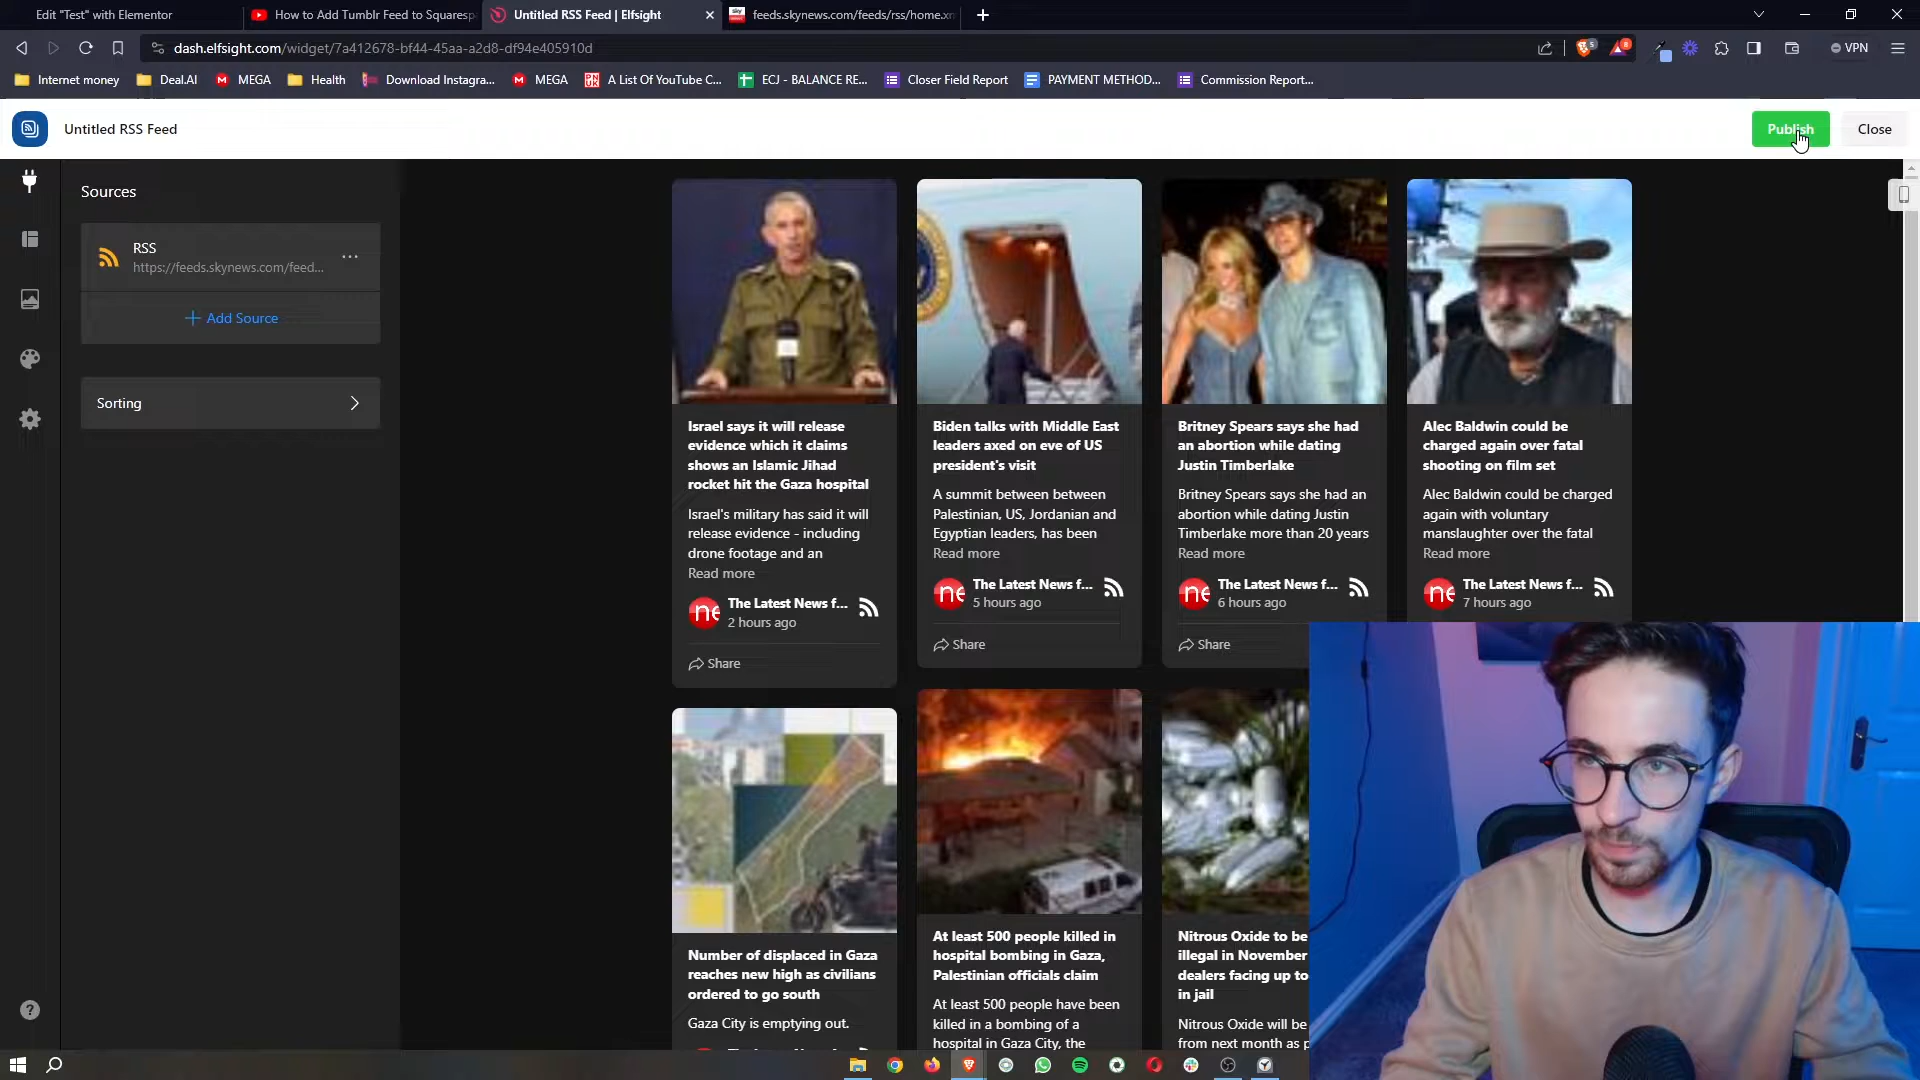 Edit "Test" with Elementor
How to Add Tumblr Feed to Squaresp
Untitled RSS Feed | Elfsight
feeds.skynews.com/feeds/rss/home.xm
dash.elfsight.com/widget/7a412678-bf44-45aa-a2d8-df94e405910d
VPN
Internet money
Deal.AI
MEGA
Health
Download Instagra...
MEGA
A List Of YouTube C...
ECJ - BALANCE RE...
Closer Field Report
PAYMENT METHOD...
Commission Report...
Untitled RSS Feed
Publish
Close
Sources
RSS
https://feeds.skynews.com/feed...
Add Source
Sorting
Israel says it will release
evidence which it claims
shows an Islamic Jihad
rocket hit the Gaza hospital
Israel's military has said it will
release evidence - including
drone footage and an
Read more
The Latest News f...
2 hours ago
Share
Biden talks with Middle East
leaders axed on eve of US
president's visit
A summit between between
Palestinian, US, Jordanian and
Egyptian leaders, has been
Read more
The Latest News f...
5 hours ago
Share
Britney Spears says she had
an abortion while dating
Justin Timberlake
Britney Spears says she had an
abortion while dating Justin
Timberlake more than 20 years
Read more
The Latest News f...
6 hours ago
Share
Alec Baldwin could be
charged again over fatal
shooting on film set
Alec Baldwin could be charged
again with voluntary
manslaughter over the fatal
Read more
The Latest News f...
7 hours ago
Number of displaced in Gaza
reaches new high as civilians
ordered to go south
Gaza City is emptying out.
At least 500 people killed in
hospital bombing in Gaza,
Palestinian officials claim
At least 500 people have been
killed in a bombing of a
hospital in Gaza City, the
Nitrous Oxide to be
illegal in November
dealers facing up to
in jail
Nitrous Oxide will be
from next month as p